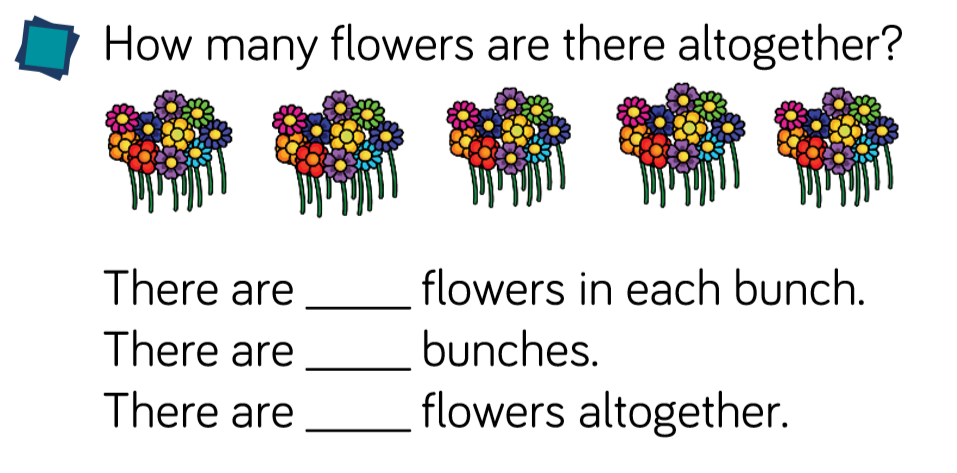 How many flowers are there altogether?
There are _____ flowers in each bunch.
There are _____ bunches.
There are _____ flowers altogether.